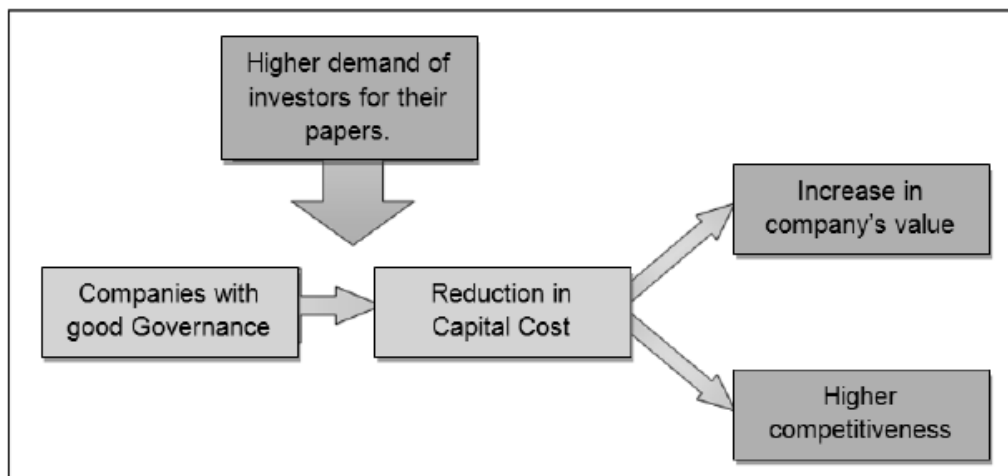 Higher demand of
investors for their
papers.
Increase in
company's value
Companies with
good Governance
Reduction in
Capital Cost
Higher
competitiveness